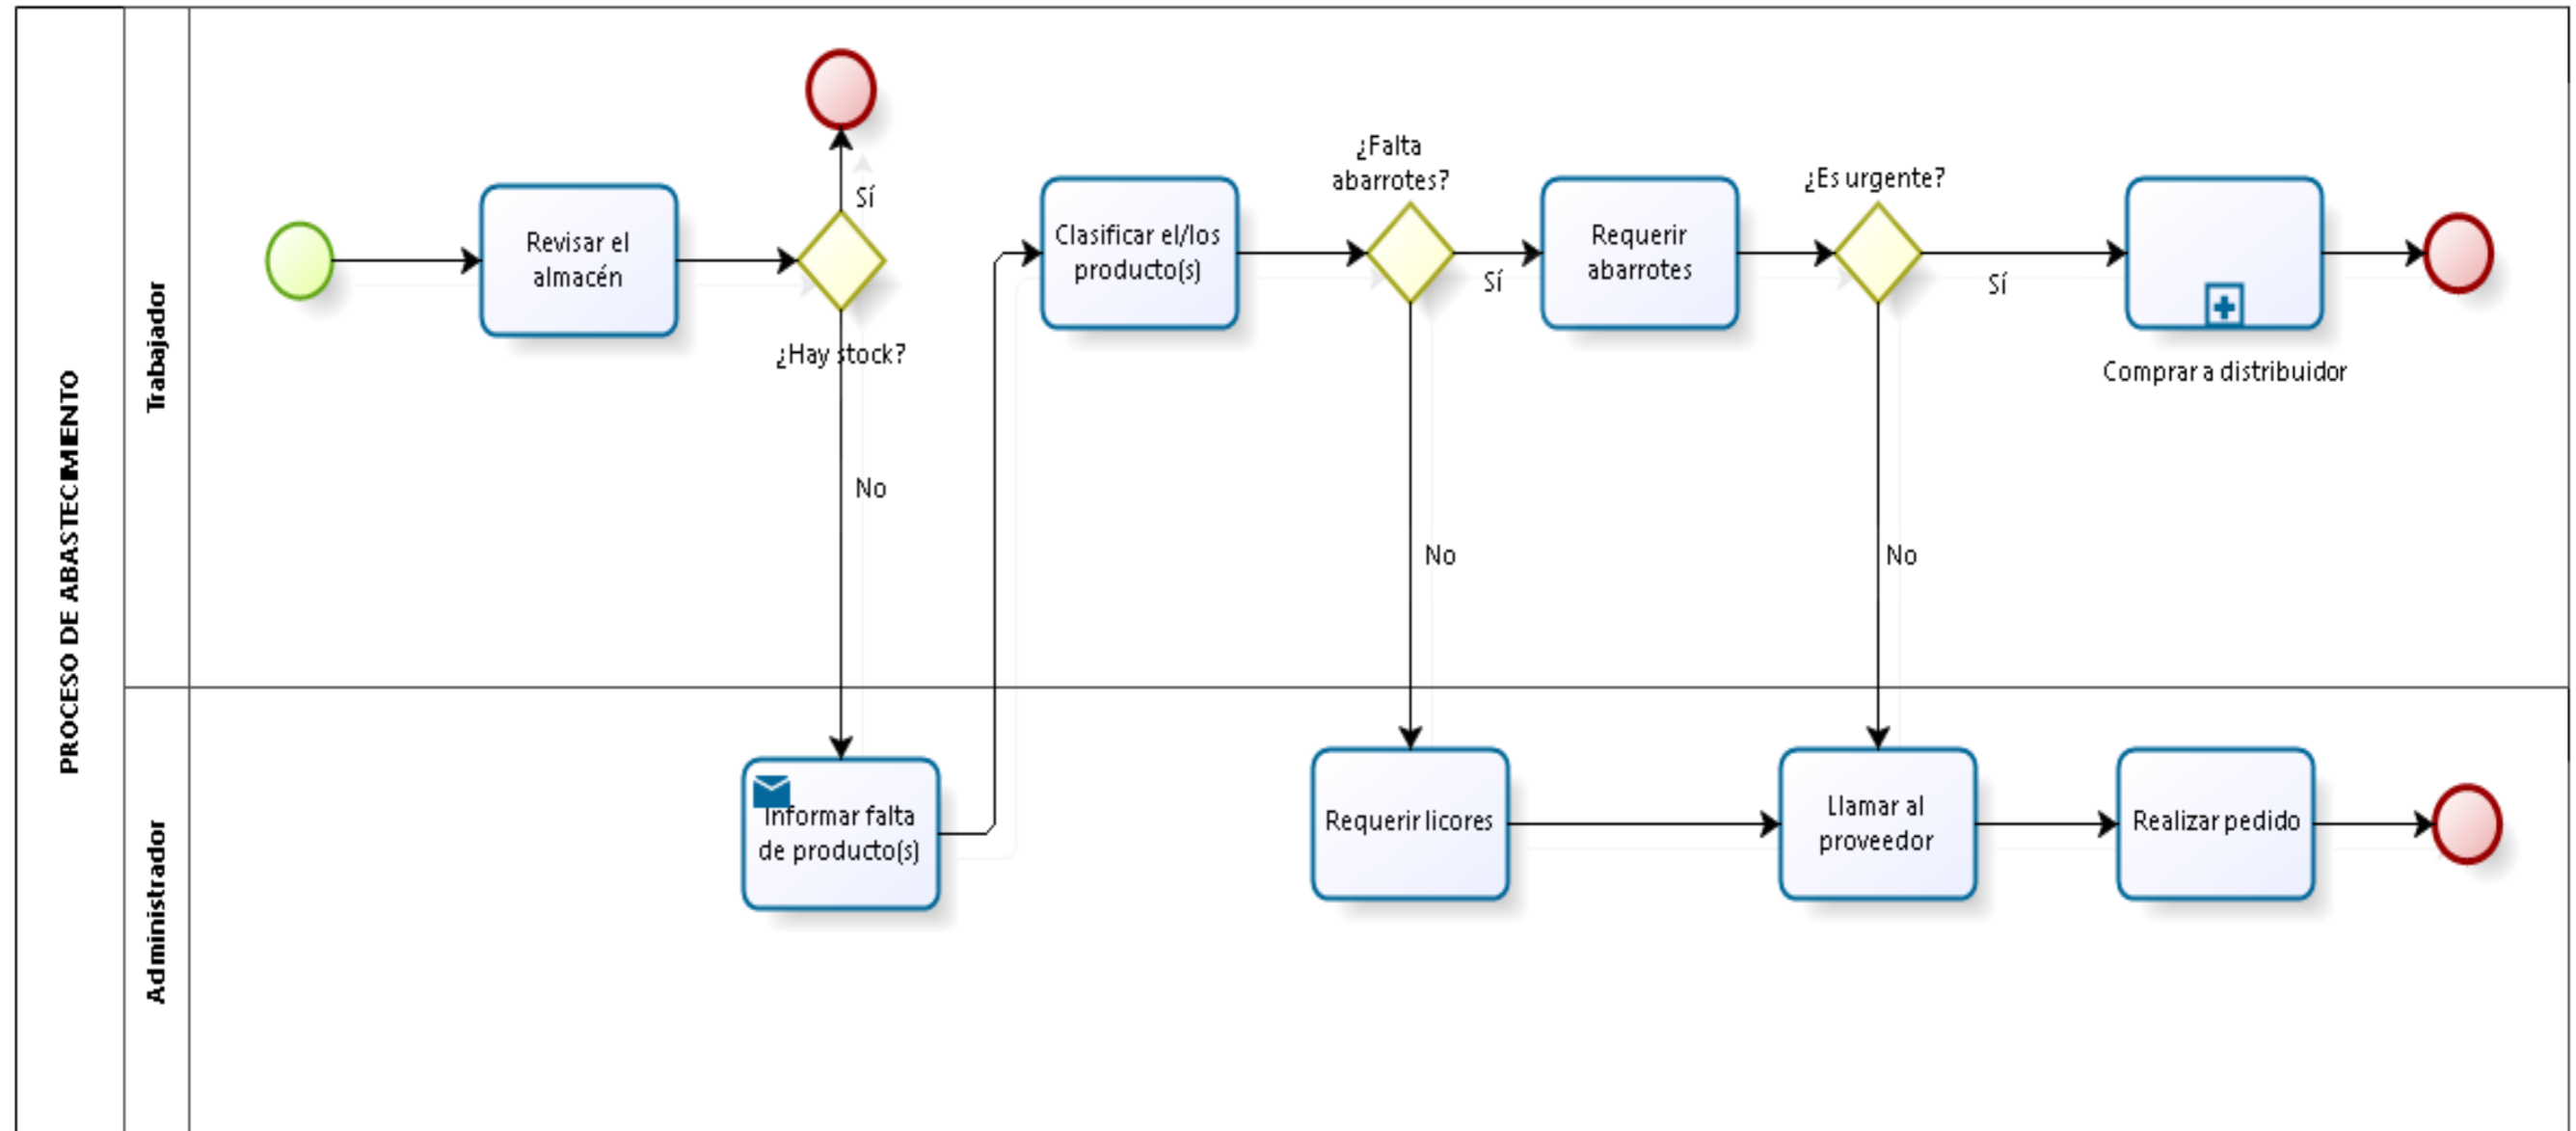 PROCESO DE ABASTECIMIENTO
Trabajador
Revisar el
almacén
Sí
¿Hay stock?
No
Clasificar el/los
producto(s)
¿Falta
abarrotes?
Sí
No
Requerir
abarrotes
¿Es urgente?
Sí
No
Comprar a distribuidor
Administrador
Informar falta
de producto(s)
Requerir licores
Llamar al
proveedor
Realizar pedido